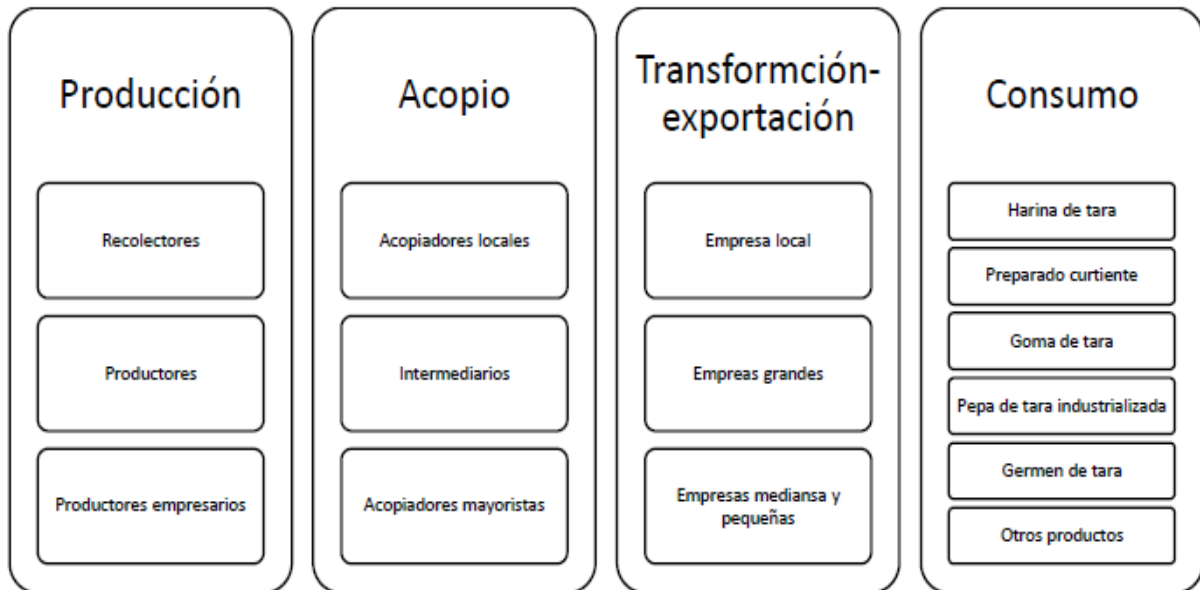 Producción
Recolectores
Productores
Productores empresarios
Acopio
Acopiadores locales
Intermediarios
Acopiadores mayoristas
Transformción-
exportación
Empresa local
Empreas grandes
Empresas mediansa y
pequeñas
Consumo
Harina de tara
Preparado curtiente
Goma de tara
Pepa de tara industrializada
Germen de tara
Otros productos